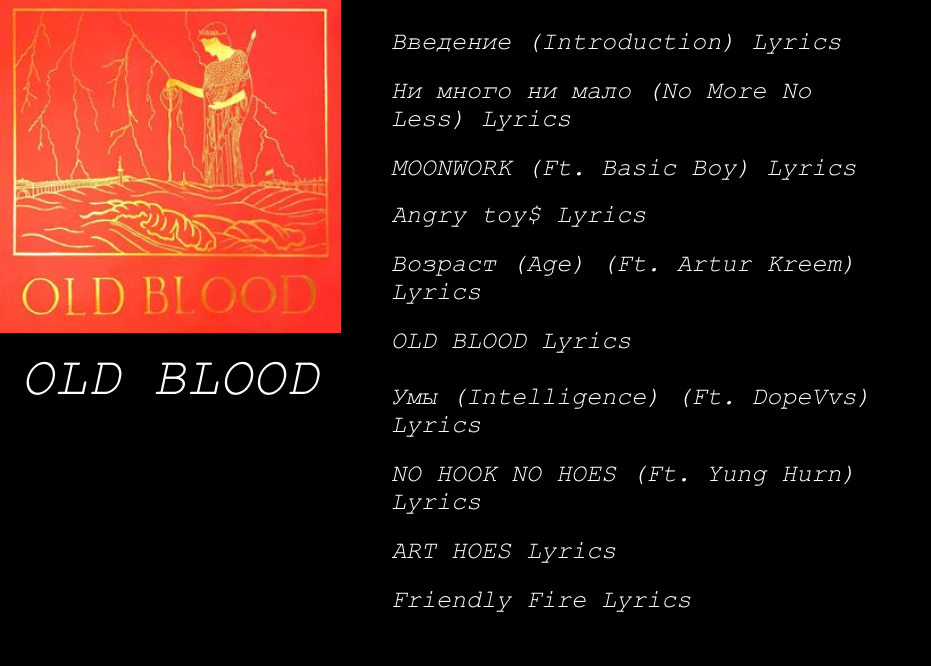 OLD BLOOD
OLD BLOOD
Введение (Introduction) Lyrics
Ни много ни мало (No More No
Less) Lyrics
MOONWORK (Ft. Basic Boy) Lyrics
Angry toy$ Lyrics
Возраст (Age) (Ft. Artur Kreem)
Lyrics
OLD BLOOD Lyrics
Умы (Intelligence) (Ft. DopeVvs)
Lyrics
NO HOOK NO HOES (Ft. Yung Hurn)
Lyrics
ART HOES Lyrics
Friendly Fire Lyrics